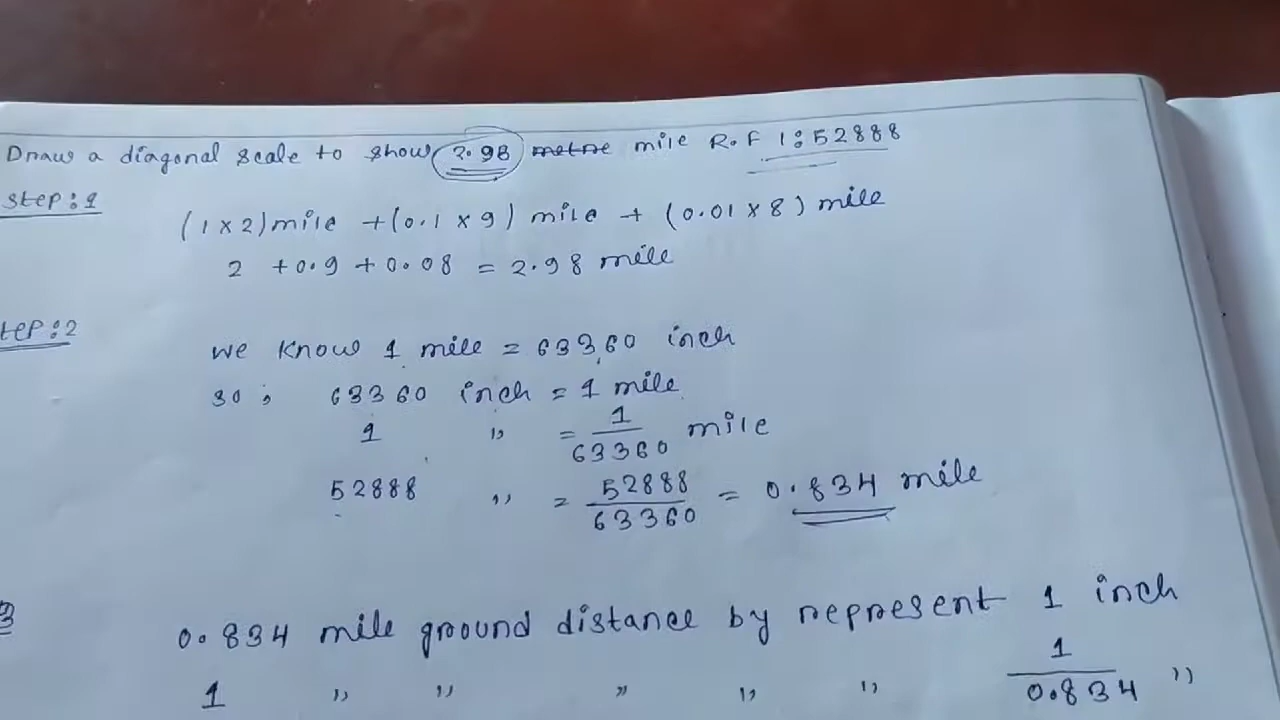 Draw a diagonal scale to show 2.98 metre mile R.F 1:52888
Step:1
(1 x 2) mile + (0.1 x 9) mile + (0.01 x 8) mile
2 + 0.9 + 0.08 = 2.98 mile
tep:2
We know 1 mile = 63360 inch
so; 63360 inch = 1 mile
1 ,, = 1/63360 mile
52888 ,, = 52888/63360 = 0.834 mile
3
0.834 mile ground distance by represent 1 inch
1 ,, ,, ,, ,, ,, 1/0.834 ,,